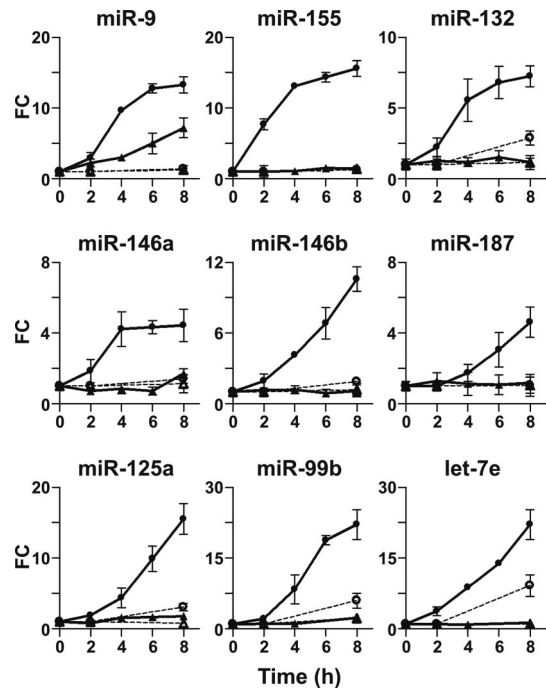 miR-9 miR-155 miR-132
20 20 10
15
10 10 5
5
FC
0 0 0
0 2 4 6 8 0 2 4 6 8 0 2 4 6 8
miR-146a miR-146b miR-187
8 12 8
4 6 4
0 0 0
0 2 4 6 8 0 2 4 6 8 0 2 4 6 8
miR-125a miR-99b let-7e
20 30 30
FC
10 15 15
0 0 0
0 2 4 6 8 0 2 4 6 8 0 2 4 6 8
Time (h)